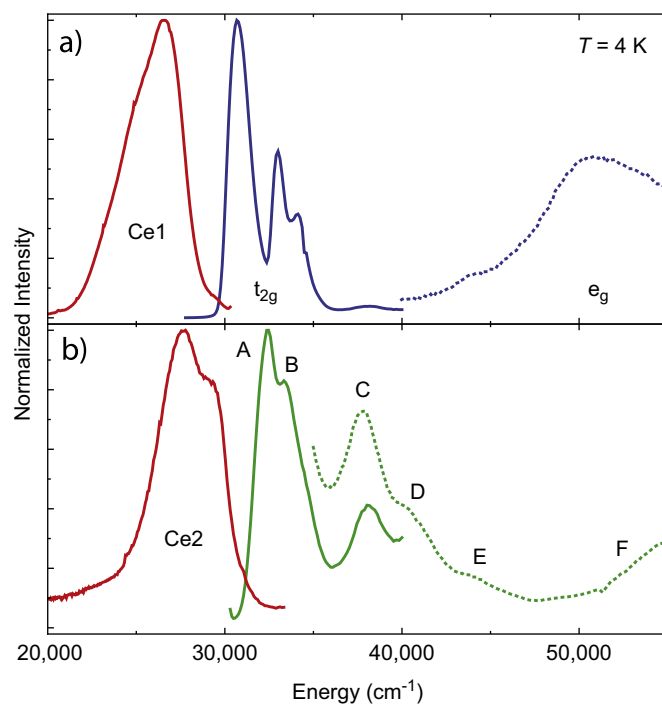 a)
T = 4 K
Ce1
t2g
eg
Normalized Intensity
b)
A
B
C
D
E
F
Ce2
20,000 30,000 40,000 50,000
Energy (cm-1)